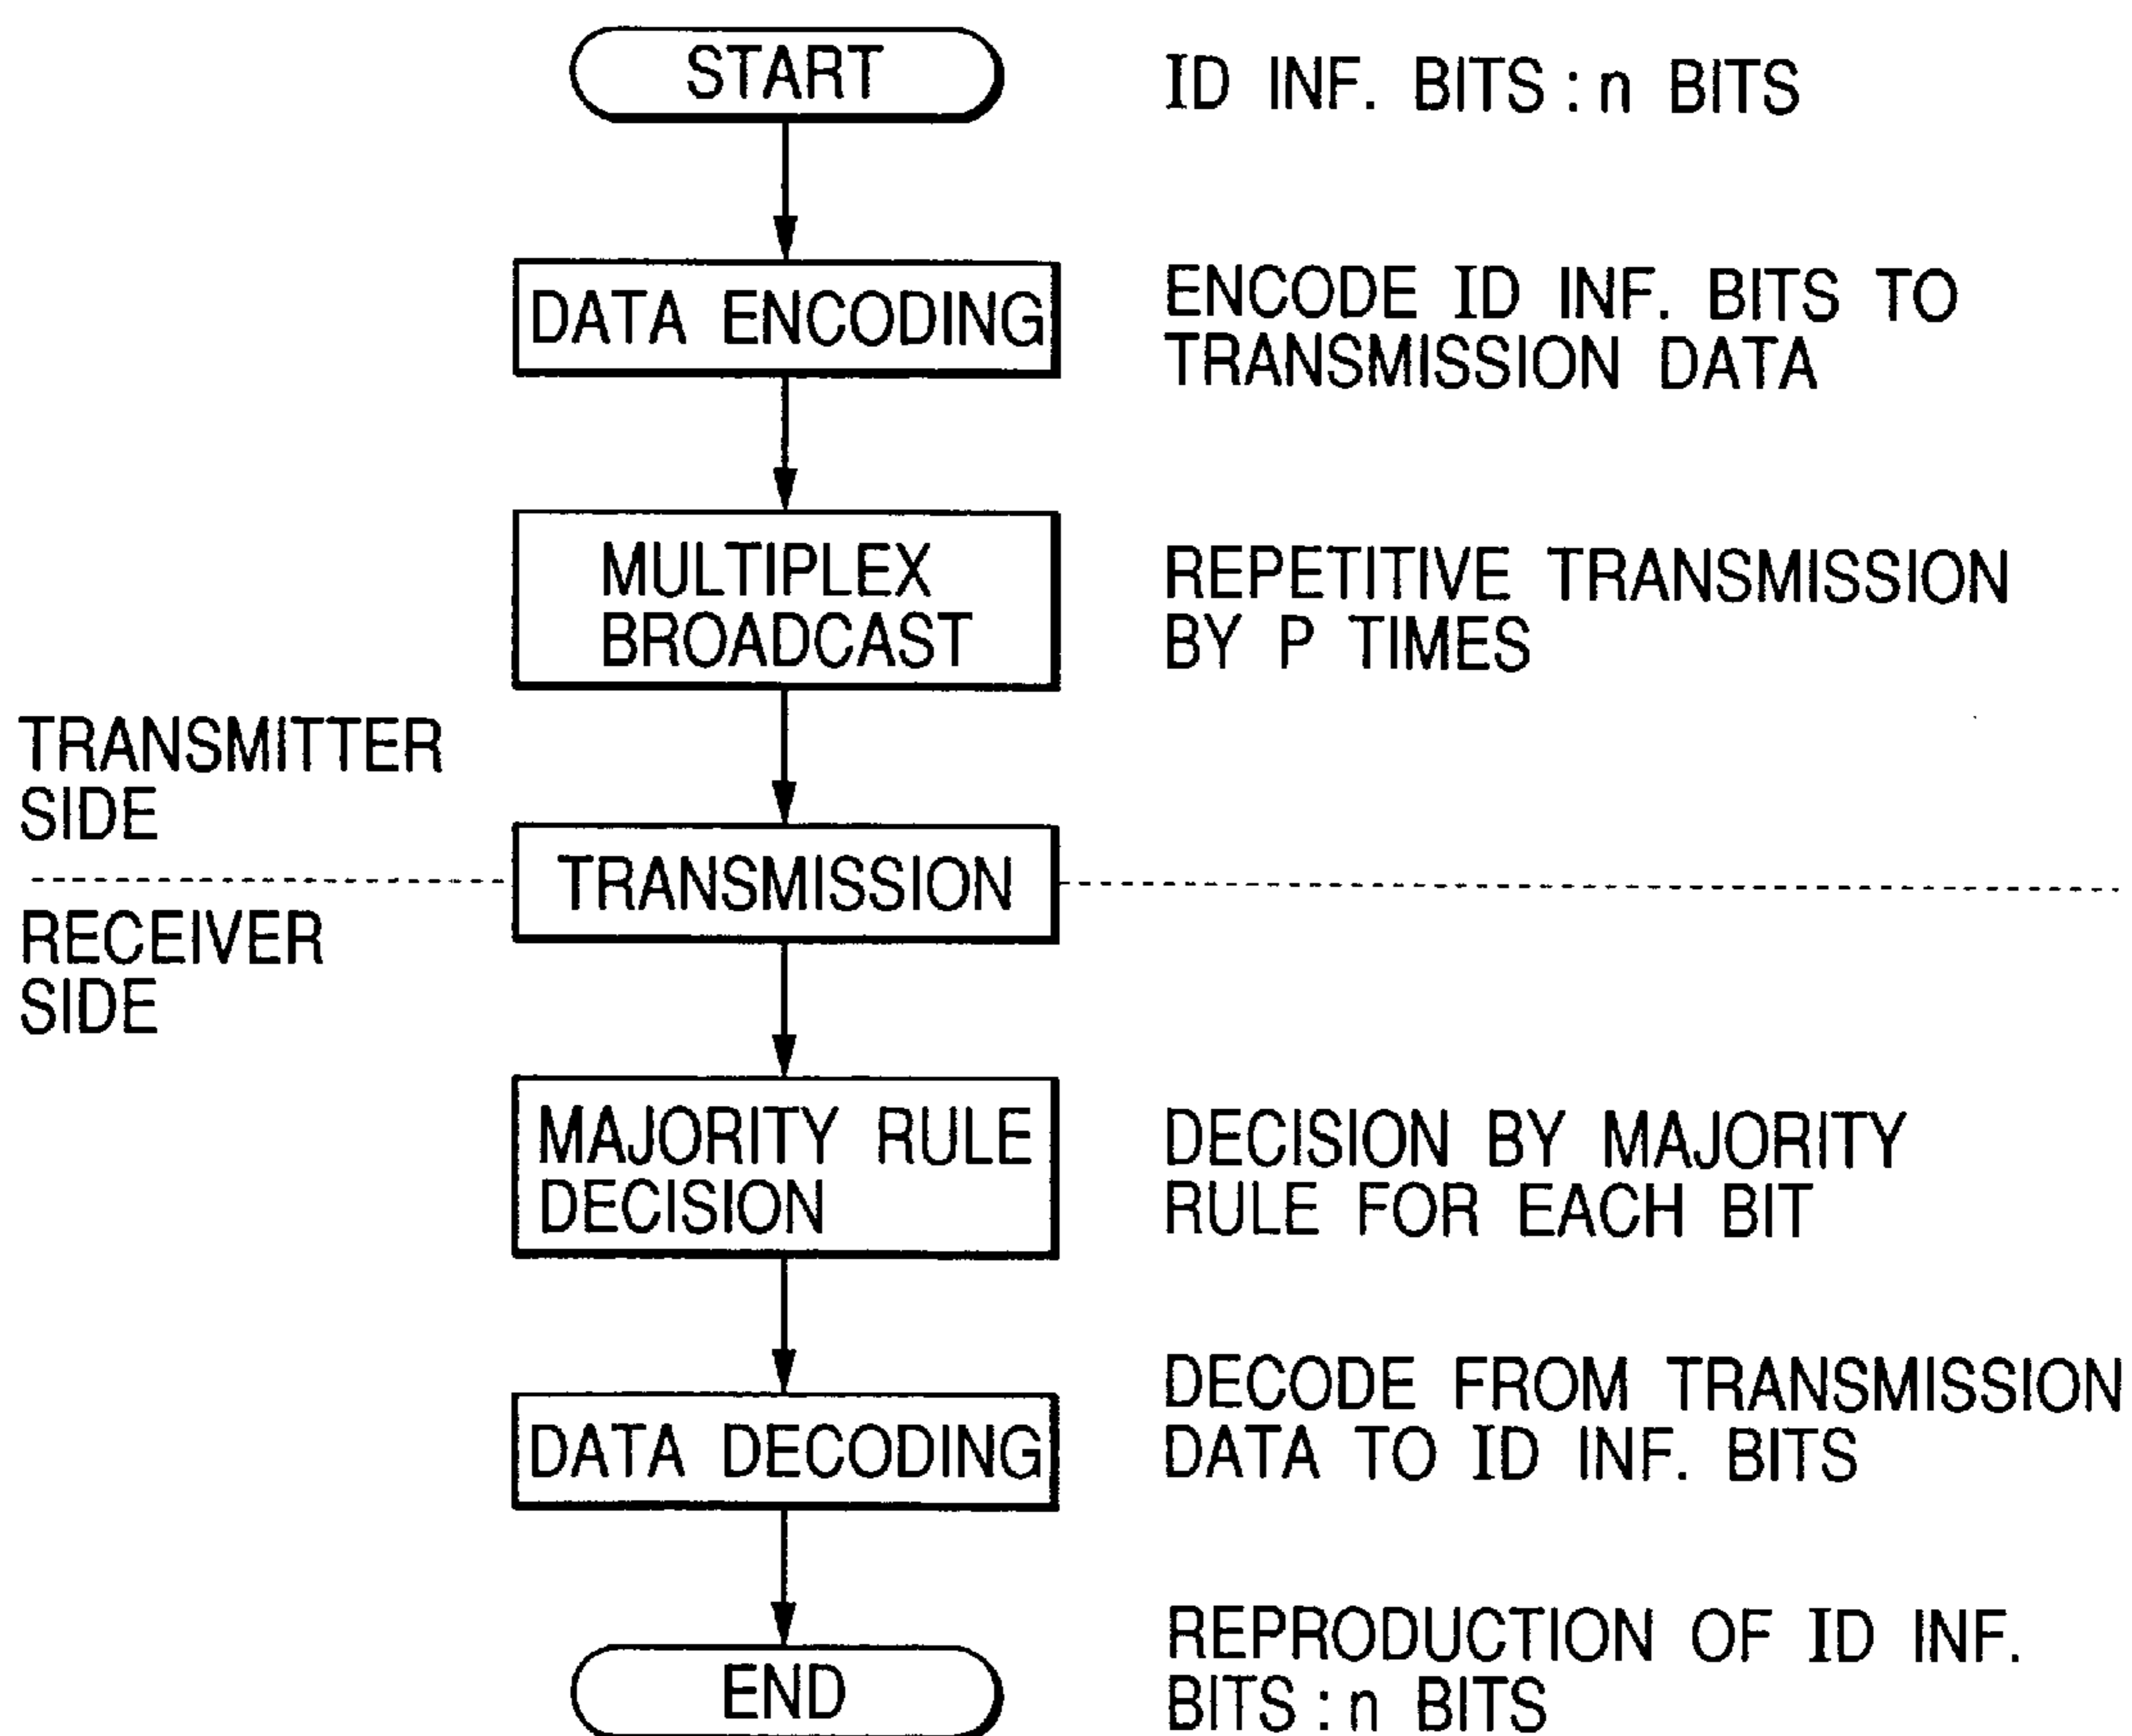 START
ID INF. BITS : n BITS
DATA ENCODING
ENCODE ID INF. BITS TO
TRANSMISSION DATA
MULTIPLEX
BROADCAST
REPETITIVE TRANSMISSION
BY P TIMES
TRANSMITTER
SIDE
TRANSMISSION
RECEIVER
SIDE
MAJORITY RULE
DECISION
DECISION BY MAJORITY
RULE FOR EACH BIT
DATA DECODING
DECODE FROM TRANSMISSION
DATA TO ID INF. BITS
END
REPRODUCTION OF ID INF.
BITS : n BITS